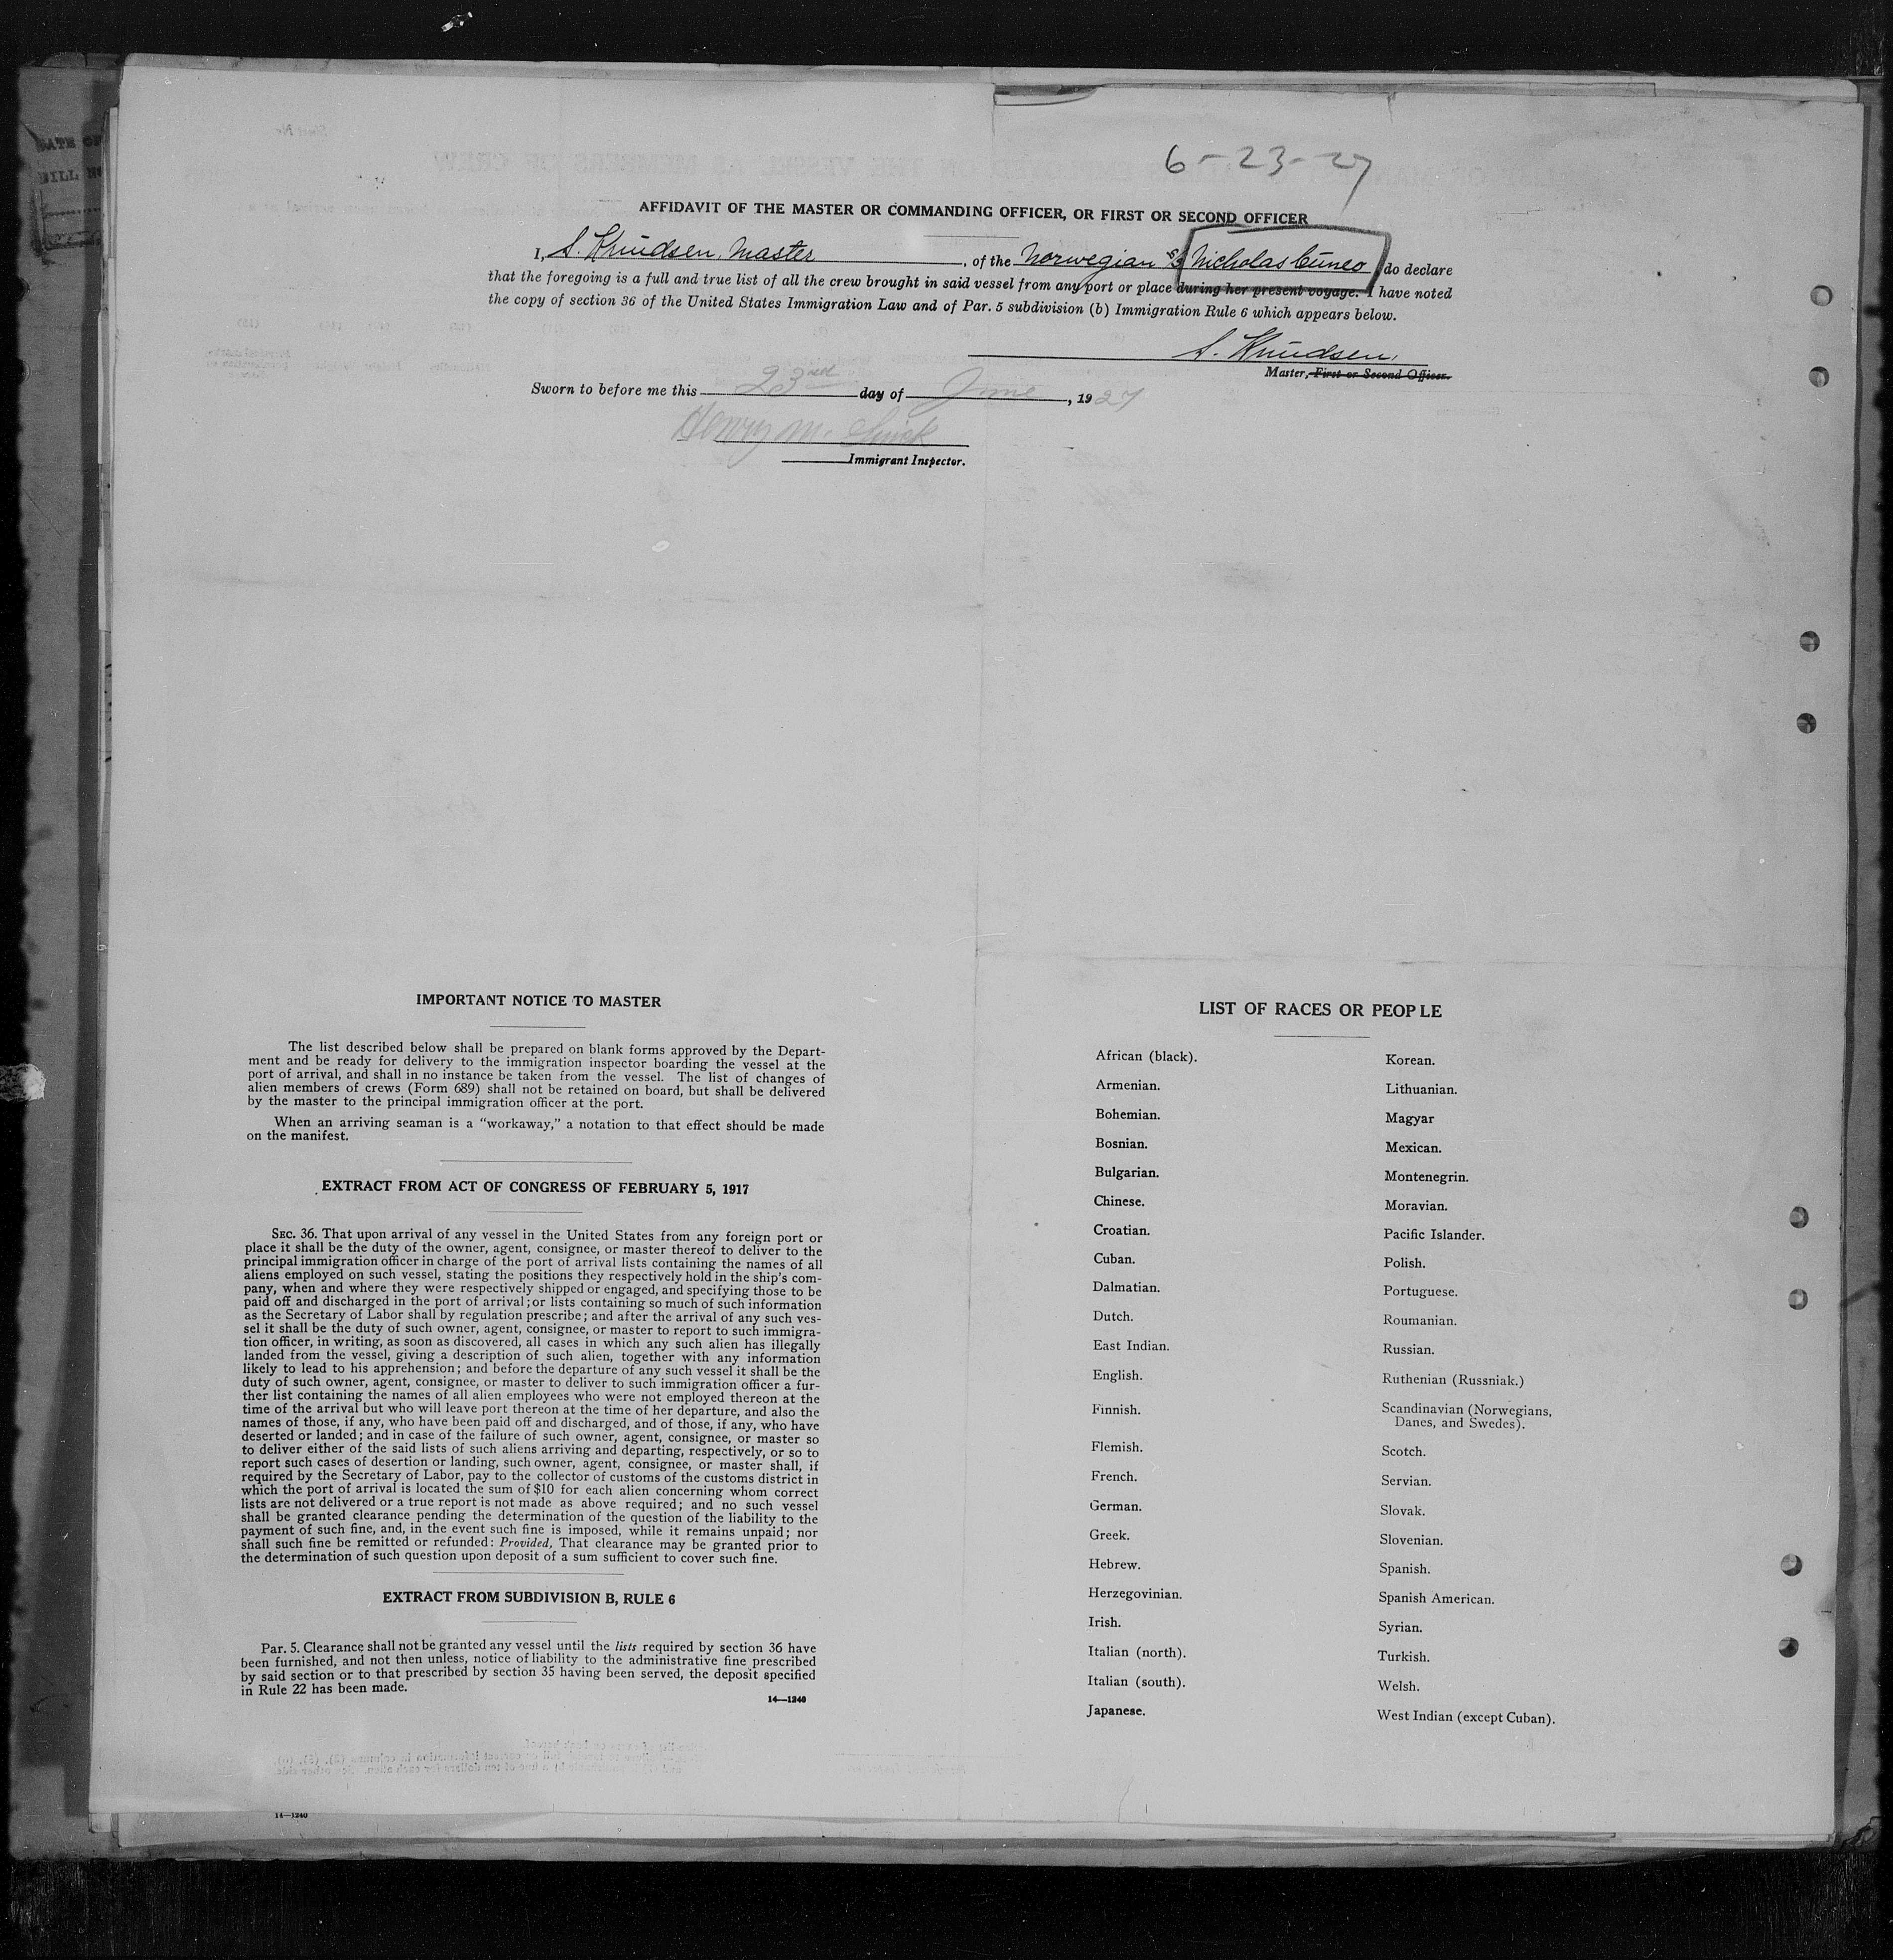 6-23-27
AFFIDAVIT OF THE MASTER OR COMMANDING OFFICER, OR FIRST OR SECOND OFFICER
I, S. Knudsen, Master, of the Norwegian S/S Nicholas Cuneo, do declare
that the foregoing is a full and true list of all the crew brought in said vessel from any port or place during her present voyage. I have noted
the copy of section 36 of the United States Immigration Law and of Par. 5 subdivision (b) Immigration Rule 6 which appears below.
S. Knudsen.
Master, First or Second Officer.
Sworn to before me this 23rd day of June, 1927
Henry M.
Immigrant Inspector.
IMPORTANT NOTICE TO MASTER
The list described below shall be prepared on blank forms approved by the Depart-
ment and be ready for delivery to the immigration inspector boarding the vessel at the
port of arrival, and shall in no instance be taken from the vessel. The list of changes of
alien members of crews (Form 689) shall not be retained on board, but shall be delivered
by the master to the principal immigration officer at the port.
When an arriving seaman is a "workaway," a notation to that effect should be made
on the manifest.
EXTRACT FROM ACT OF CONGRESS OF FEBRUARY 5, 1917
SEC. 36. That upon arrival of any vessel in the United States from any foreign port or
place it shall be the duty of the owner, agent, consignee, or master thereof to deliver to the
principal immigration officer in charge of the port of arrival lists containing the names of all
aliens employed on such vessel, stating the positions they respectively hold in the ship's com-
pany, when and where they were respectively shipped or engaged, and specifying those to be
paid off and discharged in the port of arrival; or lists containing so much of such information
as the Secretary of Labor shall by regulation prescribe; and after the arrival of any such ves-
sel it shall be the duty of such owner, agent, consignee, or master to report to such immigra-
tion officer, in writing, as soon as discovered, all cases in which any such alien has illegally
landed from the vessel, giving a description of such alien, together with any information
likely to lead to his apprehension; and before the departure of any such vessel it shall be the
duty of such owner, agent, consignee, or master to deliver to such immigration officer a fur-
ther list containing the names of all alien employees who were not employed thereon at the
time of the arrival but who will leave port thereon at the time of her departure, and also the
names of those, if any, who have been paid off and discharged, and of those, if any, who have
deserted or landed; and in case of the failure of such owner, agent, consignee, or master so
to deliver either of the said lists of such aliens arriving and departing, respectively, or so to
report such cases of desertion or landing, such owner, agent, consignee, or master shall, if
required by the Secretary of Labor, pay to the collector of customs of the customs district in
which the port of arrival is located the sum of $10 for each alien concerning whom correct
lists are not delivered or a true report is not made as above required; and no such vessel
shall be granted clearance pending the determination of the question of the liability to the
payment of such fine, and, in the event such fine is imposed, while it remains unpaid; nor
shall such fine be remitted or refunded: Provided, That clearance may be granted prior to
the determination of such question upon deposit of a sum sufficient to cover such fine.
EXTRACT FROM SUBDIVISION B, RULE 6
Par. 5. Clearance shall not be granted any vessel until the lists required by section 36 have
been furnished, and not then unless, notice of liability to the administrative fine prescribed
by said section or to that prescribed by section 35 having been served, the deposit specified
in Rule 22 has been made.
14—1240
LIST OF RACES OR PEOPLE
African (black).
Armenian.
Bohemian.
Bosnian.
Bulgarian.
Chinese.
Croatian.
Cuban.
Dalmatian.
Dutch.
East Indian.
English.
Finnish.
Flemish.
French.
German.
Greek.
Hebrew.
Herzegovinian.
Irish.
Italian (north).
Italian (south).
Japanese.
Korean.
Lithuanian.
Magyar
Mexican.
Montenegrin.
Moravian.
Pacific Islander.
Polish.
Portuguese.
Roumanian.
Russian.
Ruthenian (Russniak.)
Scandinavian (Norwegians,
Danes, and Swedes).
Scotch.
Servian.
Slovak.
Slovenian.
Spanish.
Spanish American.
Syrian.
Turkish.
Welsh.
West Indian (except Cuban).
14—1240